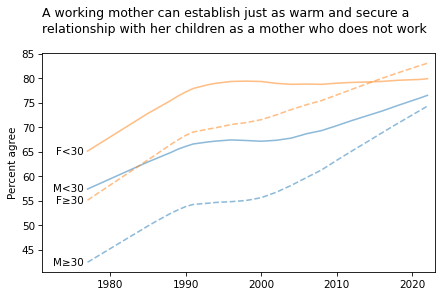 A working mother can establish just as warm and secure a
relationship with her children as a mother who does not work
85
80
75
70
65
60
55
50
45
Percent agree
F<30
M<30
F≥30
M≥30
1980
1990
2000
2010
2020